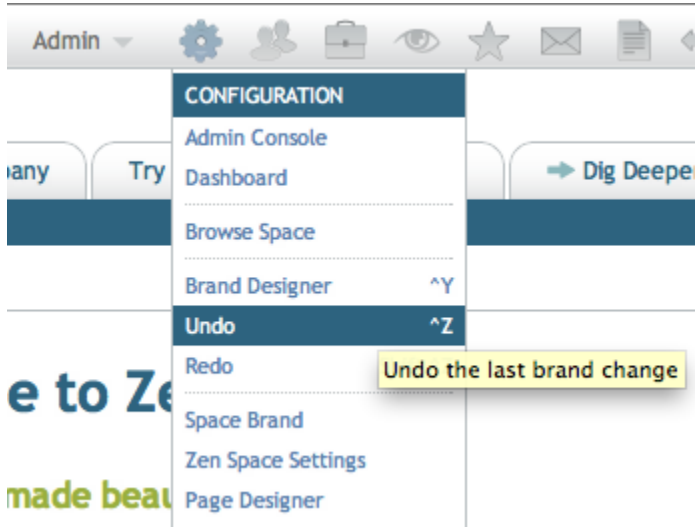 Admin
CONFIGURATION
Admin Console
pany Try Dig Deeper
Dashboard
Browse Space
Brand Designer ^Y
Undo ^Z
Redo
Undo the last brand change
e to Ze
Space Brand
Zen Space Settings
made beau
Page Designer